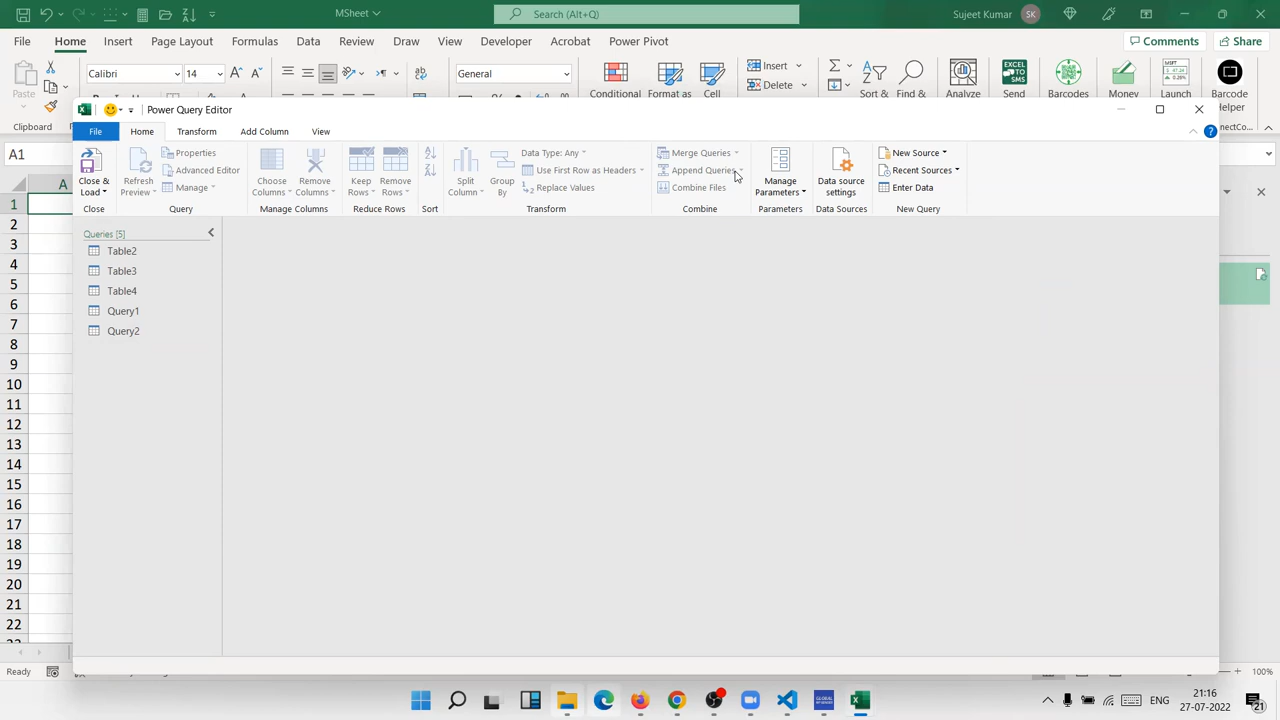 MSheet
Search (Alt+Q)
Sujeet Kumar
SK
File Home Insert Page Layout Formulas Data Review View Developer Acrobat Power Pivot
Comments Share
Paste
Calibri 14
General
Conditional Format as Cell
Insert
Delete
Sort & Find &
Analyze Send Barcodes Launch Barcode
Money Helper
Clipboard
A1
A
1
2
3
4
5
6
7
8
9
10
11
12
13
14
15
16
17
18
19
20
21
22
Power Query Editor
File Home Transform Add Column View
Close & Load
Close
Refresh Preview
Properties
Advanced Editor
Manage
Query
Choose Columns
Remove Columns
Manage Columns
Keep Rows
Remove Rows
Reduce Rows
Sort
Split Column
Group By
Data Type: Any
Use First Row as Headers
Replace Values
Transform
Merge Queries
Append Queries
Combine Files
Combine
Manage Parameters
Parameters
Data source settings
Data Sources
New Source
Recent Sources
Enter Data
New Query
Queries [5]
Table2
Table3
Table4
Query1
Query2
Ready
100%
ENG
21:16
27-07-2022
21